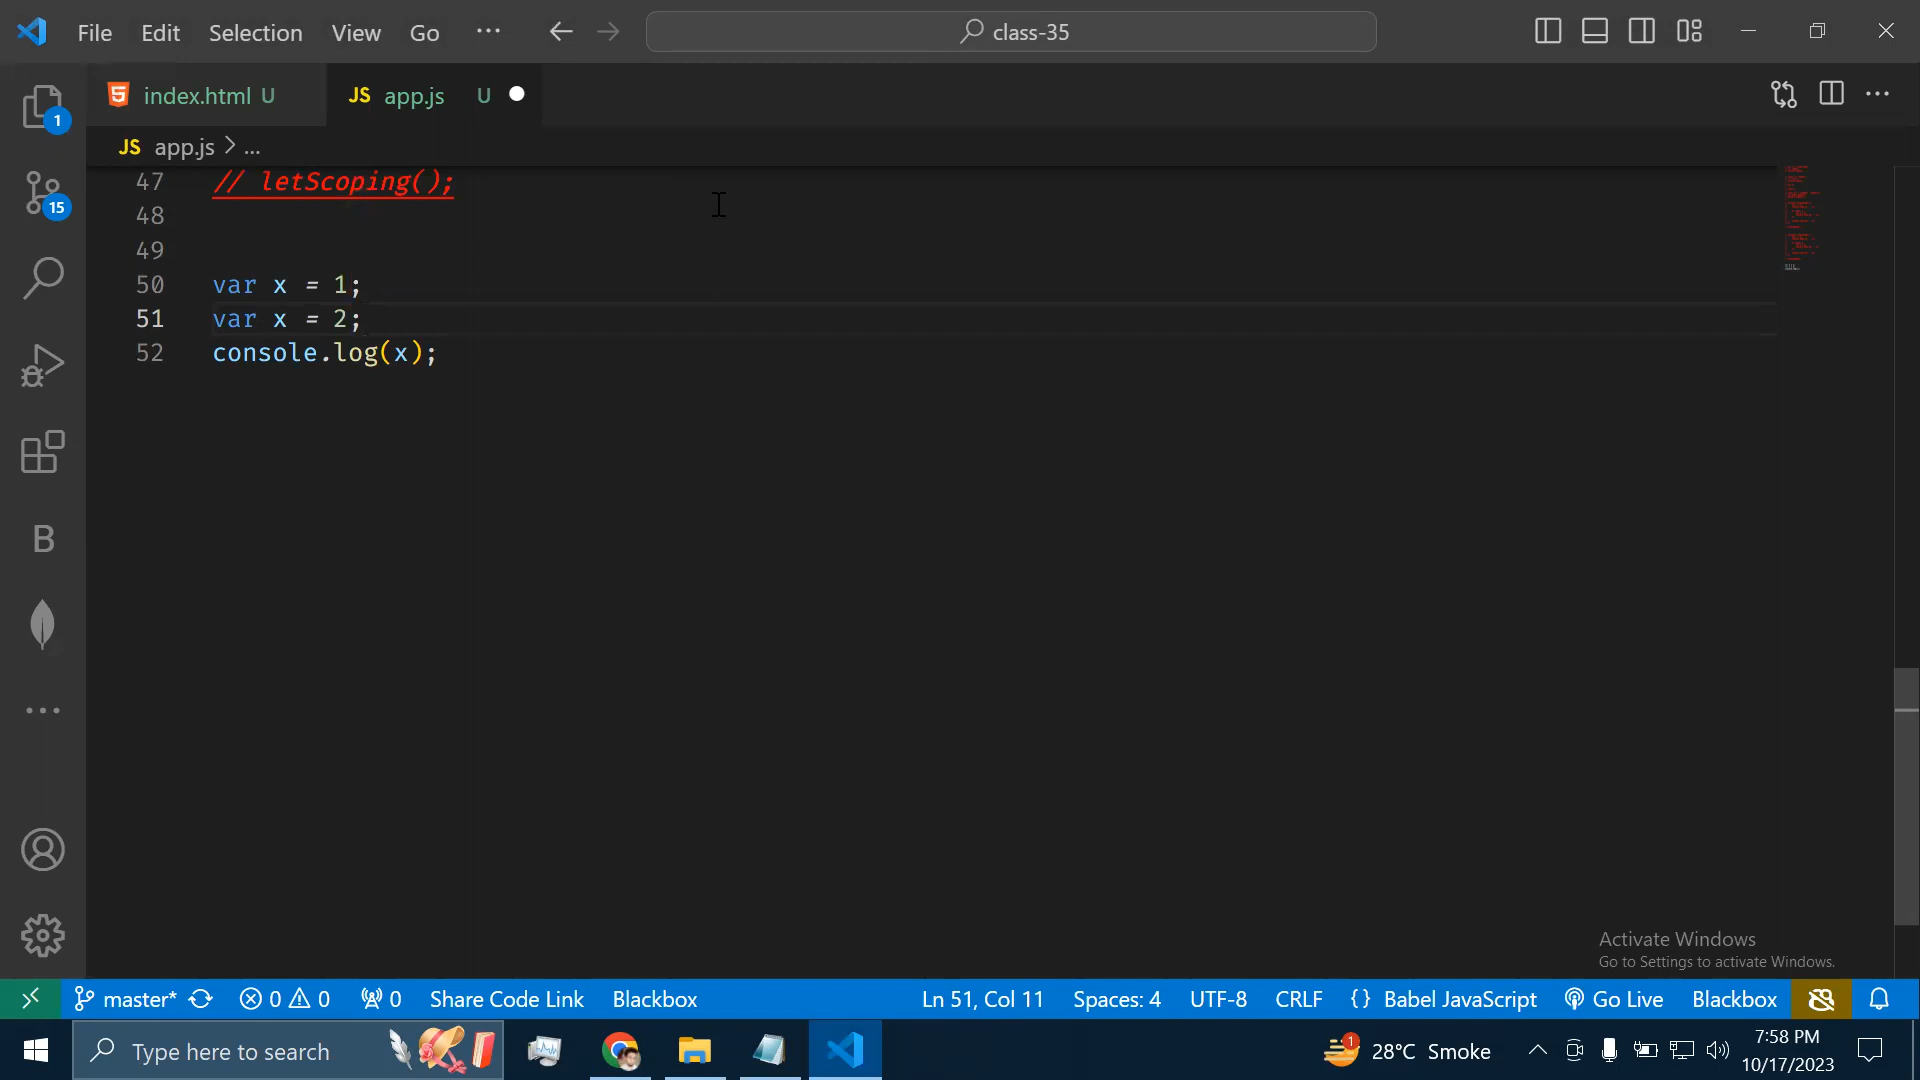 File Edit Selection View Go ... class-35
index.html U JS app.js U
JS app.js > ...
47 // letScoping();
48
49
50 var x = 1;
51 var x = 2;
52 console.log(x);
1
15
B
Activate Windows
Go to Settings to activate Windows.
master* 0 0 0 Share Code Link Blackbox Ln 51, Col 11 Spaces: 4 UTF-8 CRLF {} Babel JavaScript Go Live Blackbox
Type here to search 1 28°C Smoke 7:58 PM
10/17/2023